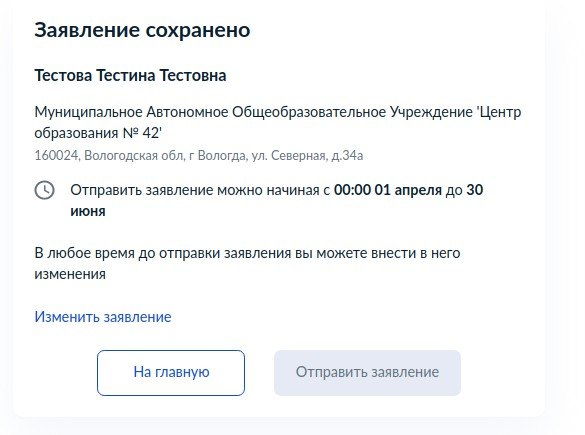 Заявление сохранено
Тестова Тестина Тестовна
Муниципальное Автономное Общеобразовательное Учреждение 'Центр
образования № 42'
160024, Вологодская обл, г Вологда, ул. Северная, д.34а
Отправить заявление можно начиная с 00:00 01 апреля до 30
июня
В любое время до отправки заявления вы можете внести в него
изменения
Изменить заявление
На главную
Отправить заявление